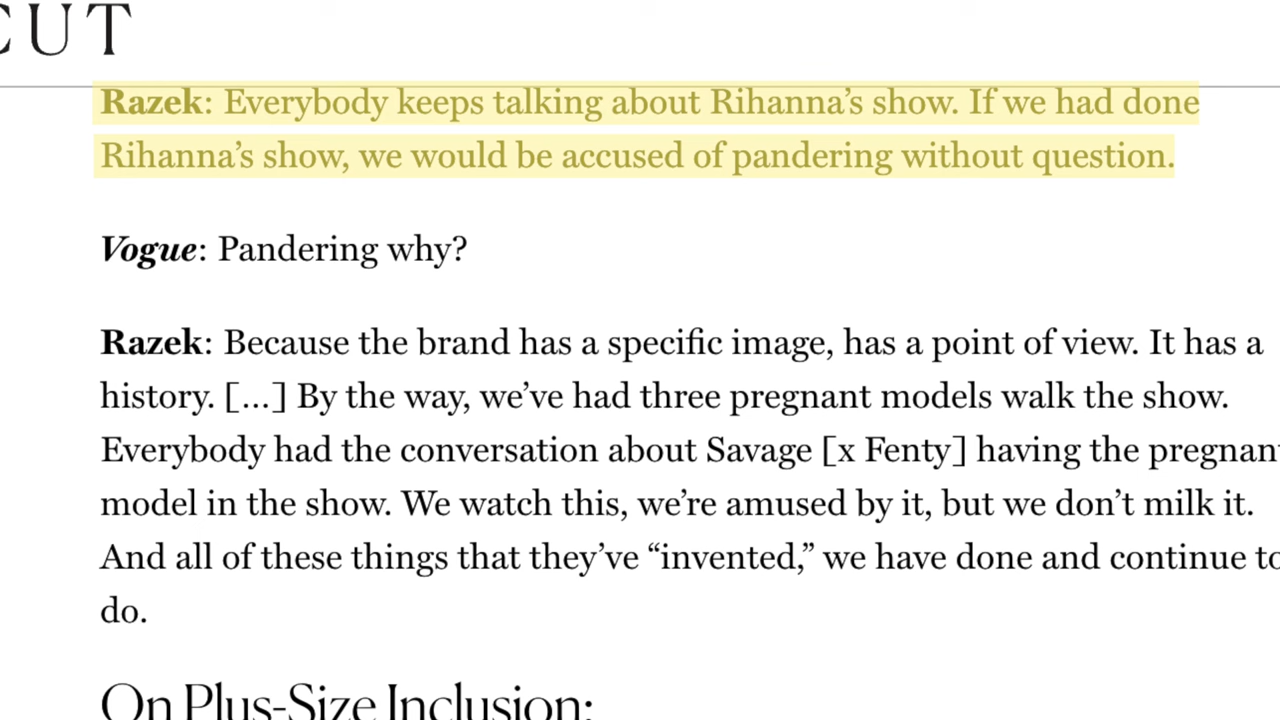 CUT
Razek: Everybody keeps talking about Rihanna’s show. If we had done
Rihanna’s show, we would be accused of pandering without question.
Vogue: Pandering why?
Razek: Because the brand has a specific image, has a point of view. It has a
history. [...] By the way, we’ve had three pregnant models walk the show.
Everybody had the conversation about Savage [x Fenty] having the pregnant
model in the show. We watch this, we’re amused by it, but we don’t milk it.
And all of these things that they’ve “invented,” we have done and continue to
do.
On Plus-Size Inclusion: